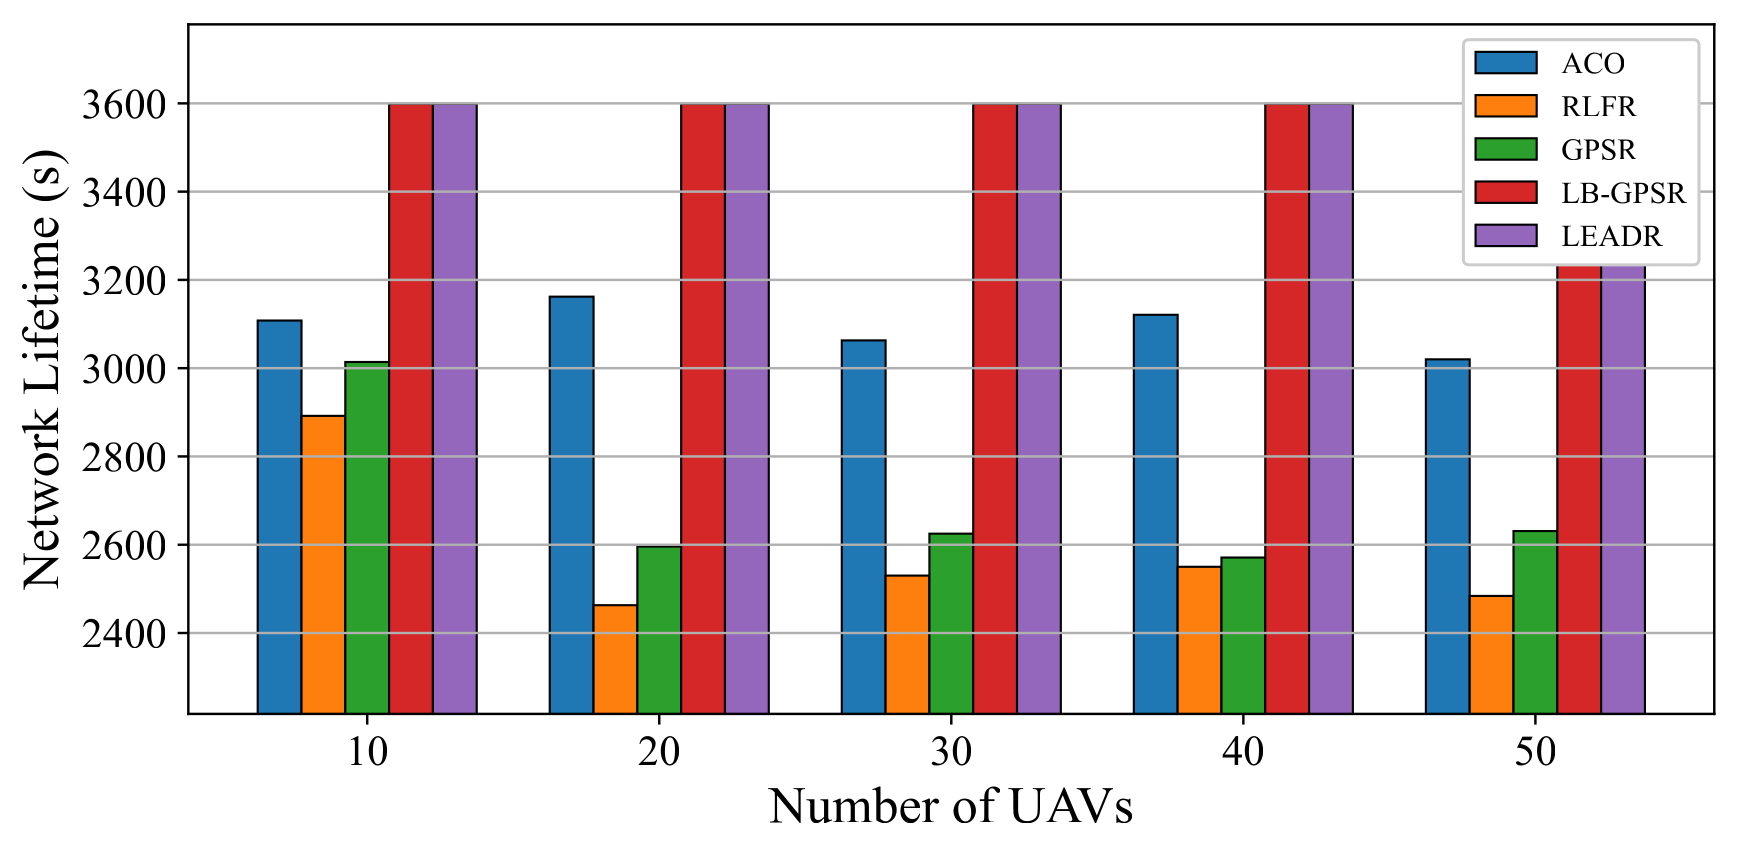 Network Lifetime (s)
3600
3400
3200
3000
2800
2600
2400
ACO
RLFR
GPSR
LB-GPSR
LEADR
10 20 30 40 50
Number of UAVs